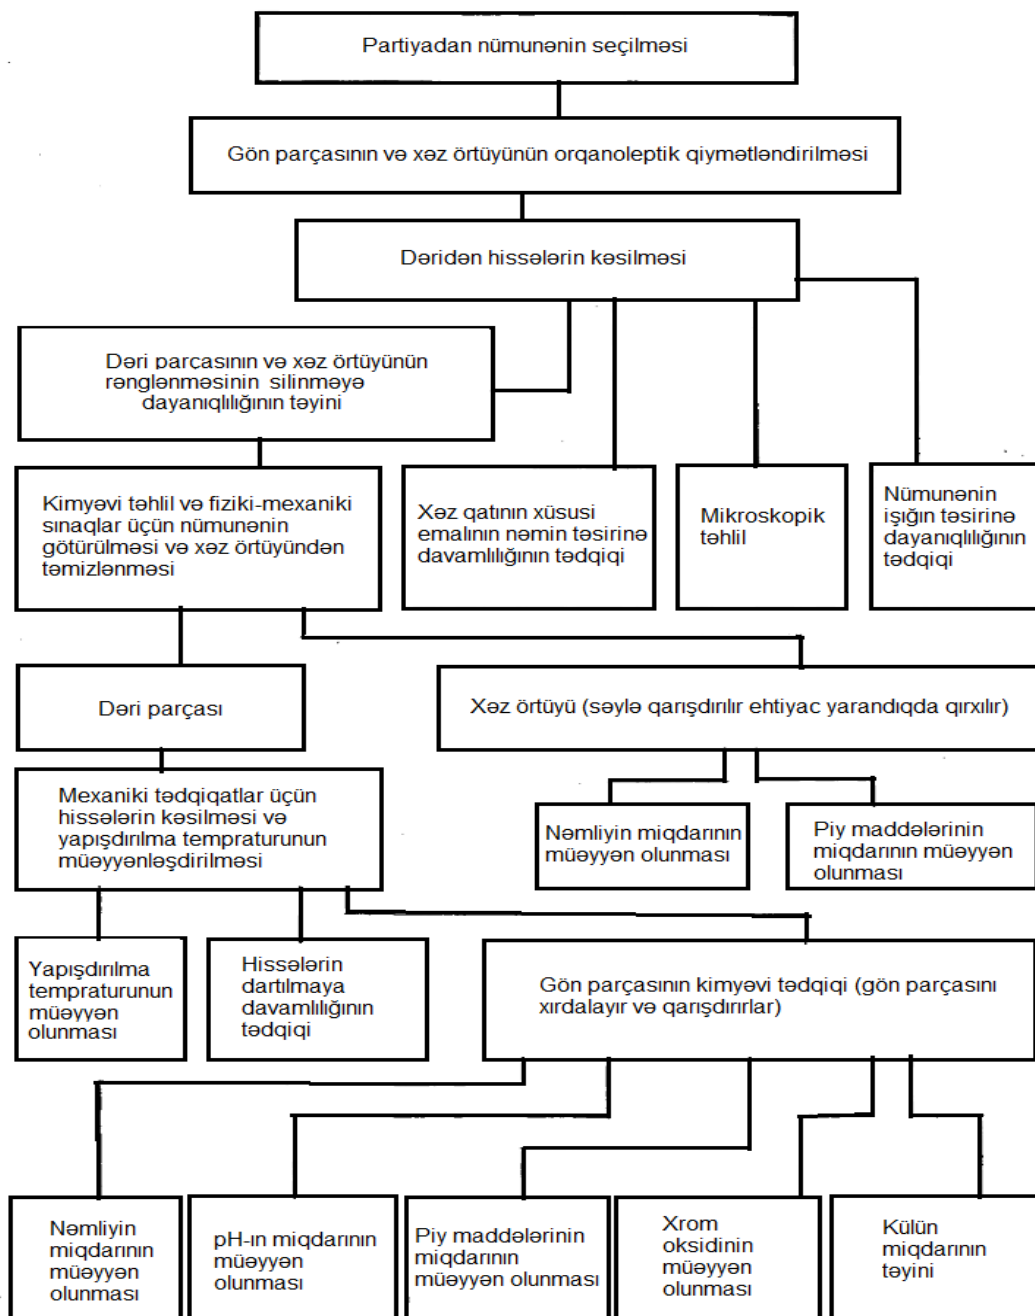 Partiyadan nümunənin seçilməsi
Gön parçasının və xəz örtüyünün orqanoleptik qiymətləndirilməsi
Dəridən hissələrin kəsilməsi
Dəri parçasının və xəz örtüyünün
rənglənməsinin silinməyə
dayanıqlılığının təyini
Kimyəvi təhlil və fiziki-mexaniki
sınaqlar üçün nümunənin
götürülməsi və xəz örtüyündən
təmizlənməsi
Xəz qatının xüsusi
emalının nəmin təsirinə
davamlılığının tədqiqi
Mikroskopik
təhlil
Nümunənin
işığın təsirinə
dayanıqlılığının
tədqiqi
Dəri parçası
Xəz örtüyü (səylə qarışdırılır ehtiyac yarandıqda qırxılır)
Mexaniki tədqiqatlar üçün
hissələrin kəsilməsi və
yapışdırılma tempraturunun
müəyyənləşdirilməsi
Nəmliyin miqdarının
müəyyən olunması
Piy maddələrinin
miqdarının müəyyən
olunması
Yapışdırılma
tempraturunun
müəyyən
olunması
Hissələrin
dartılmaya
davamlılığının
tədqiqi
Gön parçasının kimyəvi tədqiqi (gön parçasını
xırdalayır və qarışdırırlar)
Nəmliyin
miqdarının
müəyyən
olunması
pH-ın miqdarının
müəyyən
olunması
Piy maddələrinin
miqdarının
müəyyən olunması
Xrom
oksidinin
müəyyən
olunması
Külün
miqdarının
təyini